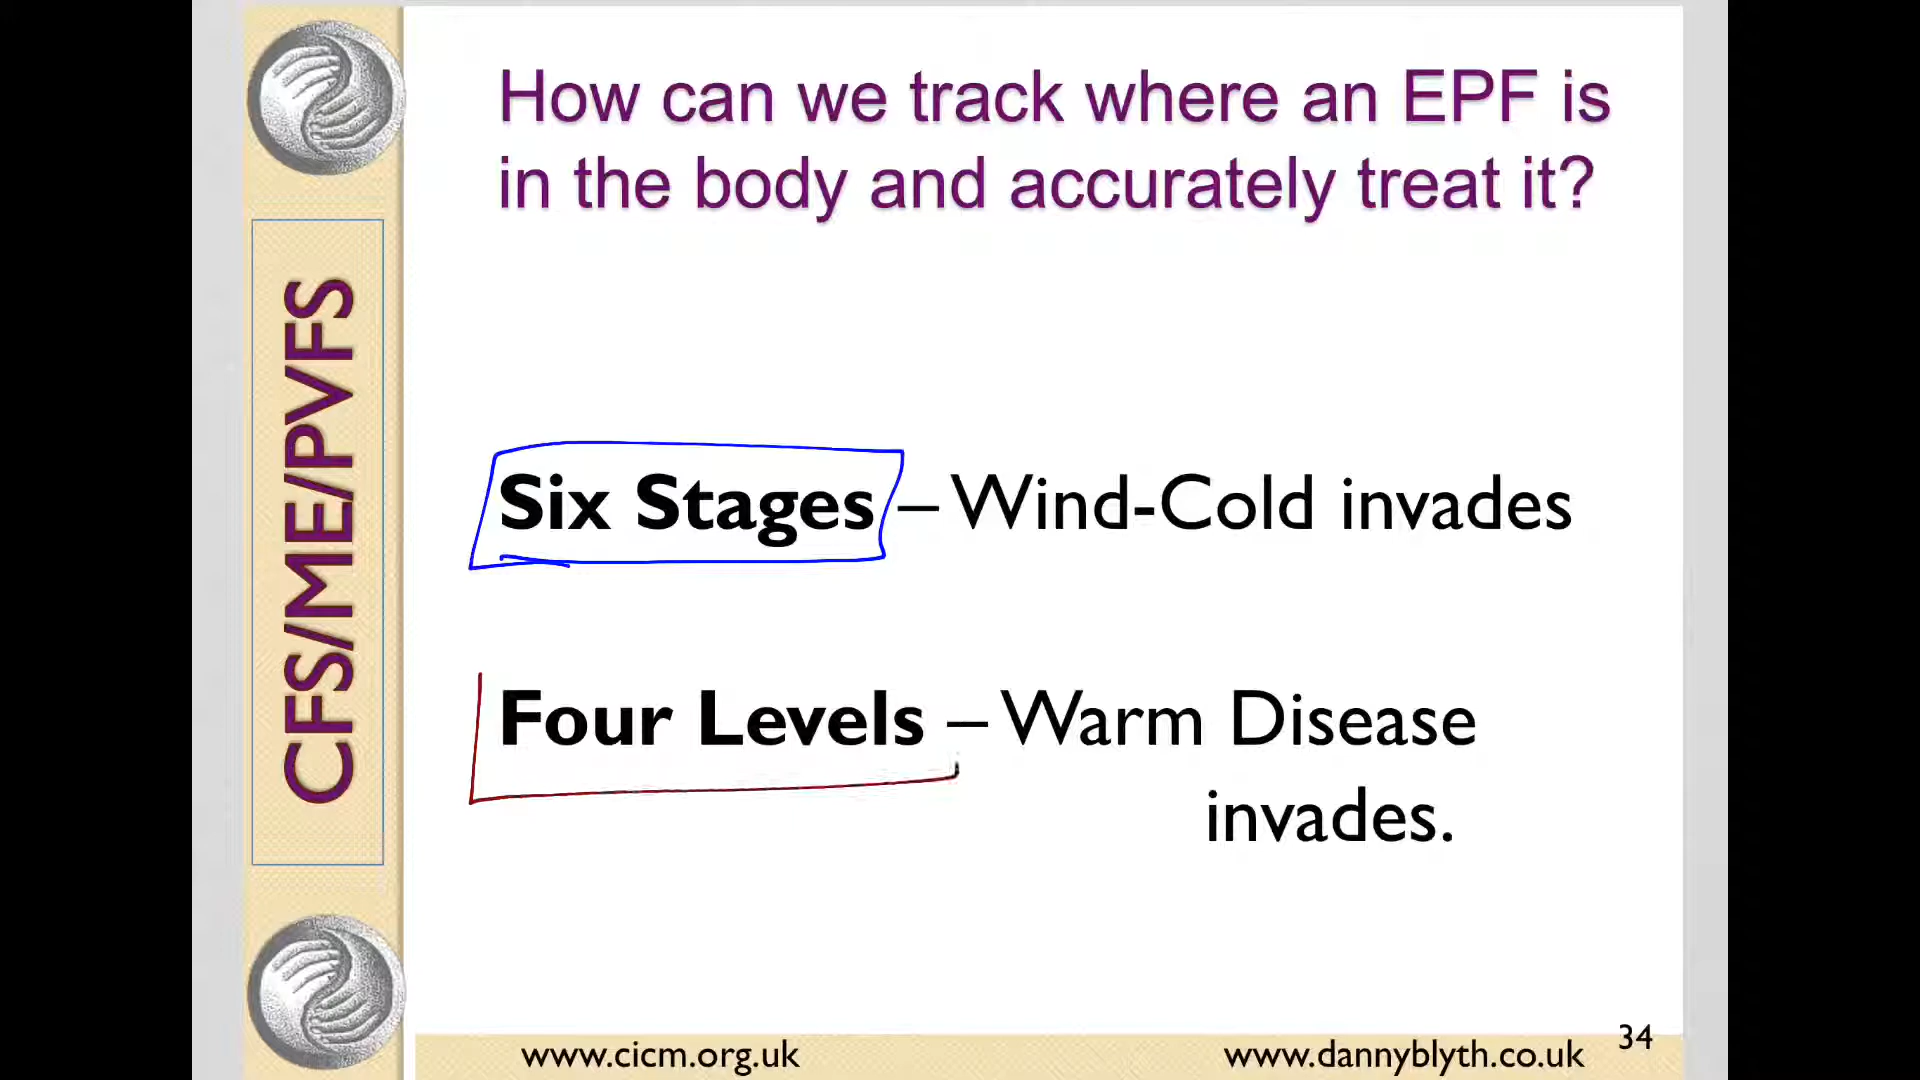 How can we track where an EPF is
in the body and accurately treat it?
CFS/ME/PVFS
Six Stages – Wind-Cold invades
Four Levels – Warm Disease
invades.
34
www.cicm.org.uk
www.dannyblyth.co.uk